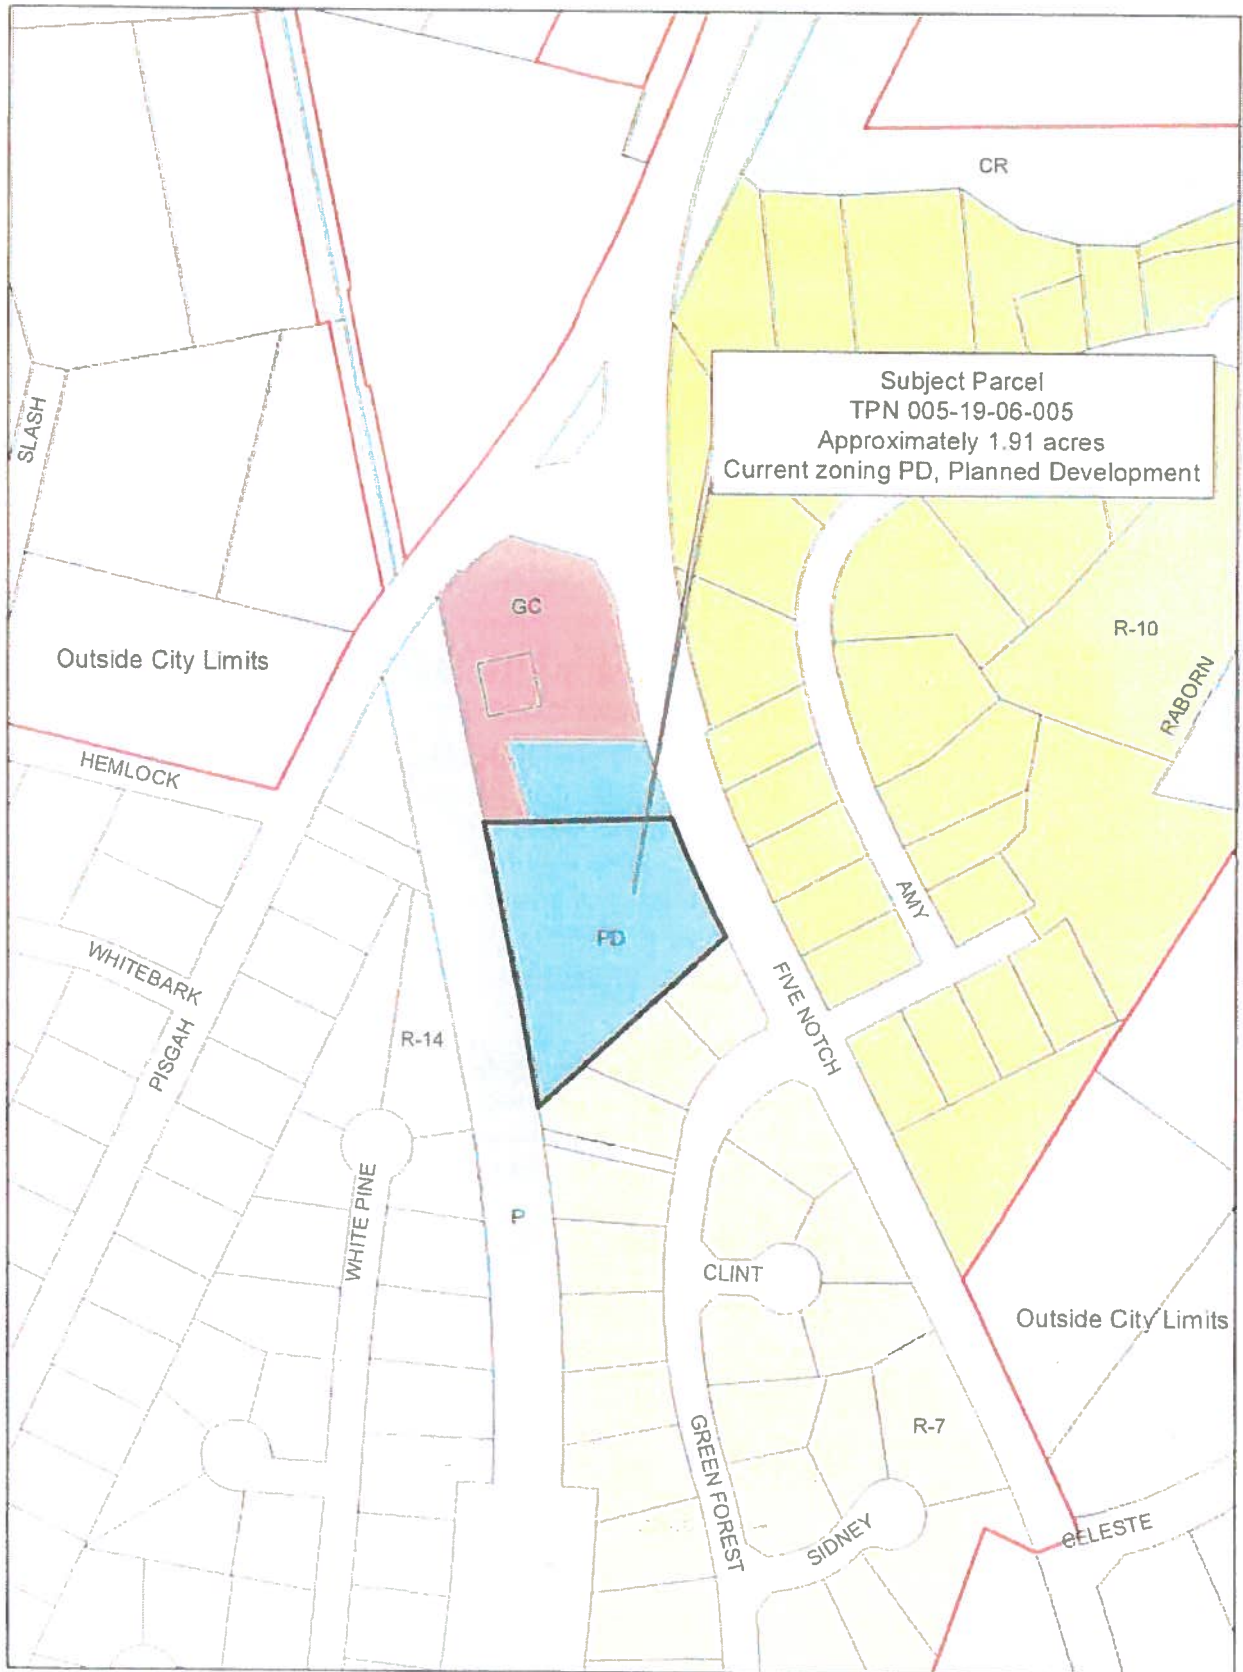 CR
SLASH
Subject Parcel
TPN 005-19-06-005
Approximately 1.91 acres
Current zoning PD, Planned Development
GC
R-10
Outside City Limits
RABORN
HEMLOCK
AMY
PD
WHITEBARK
FIVE NOTCH
PISGAH
R-14
WHITE PINE
P
CLINT
Outside City Limits
R-7
GREEN FOREST
SIDNEY
CELESTE